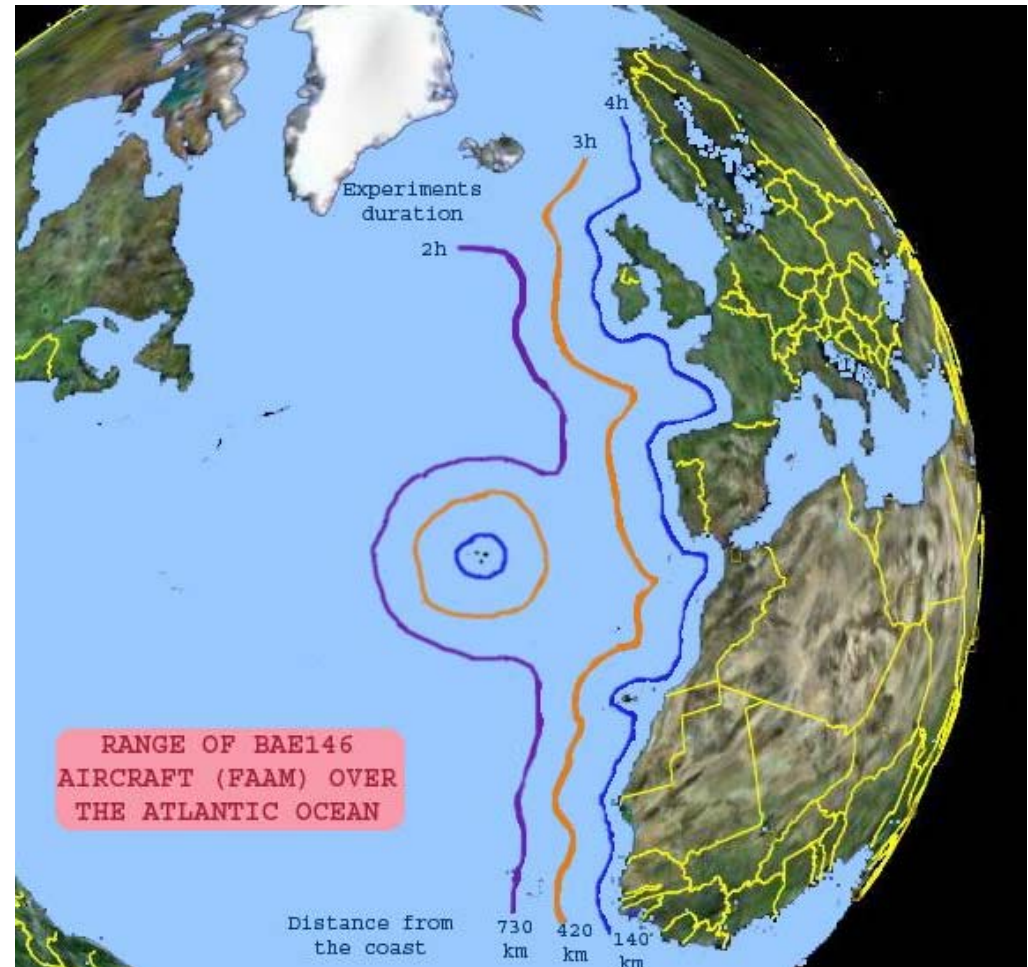 4h
3h
Experiments
duration
2h
RANGE OF BAE146
AIRCRAFT (FAAM) OVER
THE ATLANTIC OCEAN
Distance from
the coast
730
km
420
km
140
km